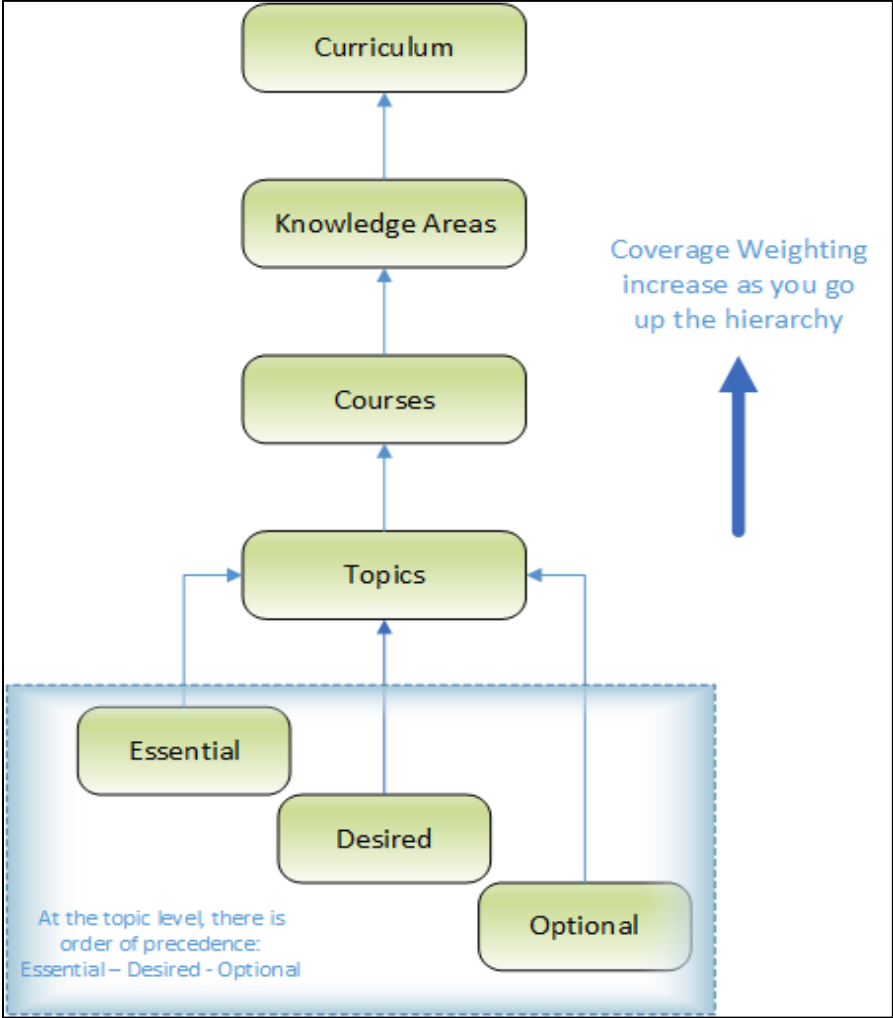 Curriculum
Knowledge Areas
Coverage Weighting
increase as you go
up the hierarchy
Courses
Topics
Essential
Desired
Optional
At the topic level, there is
order of precedence:
Essential – Desired - Optional